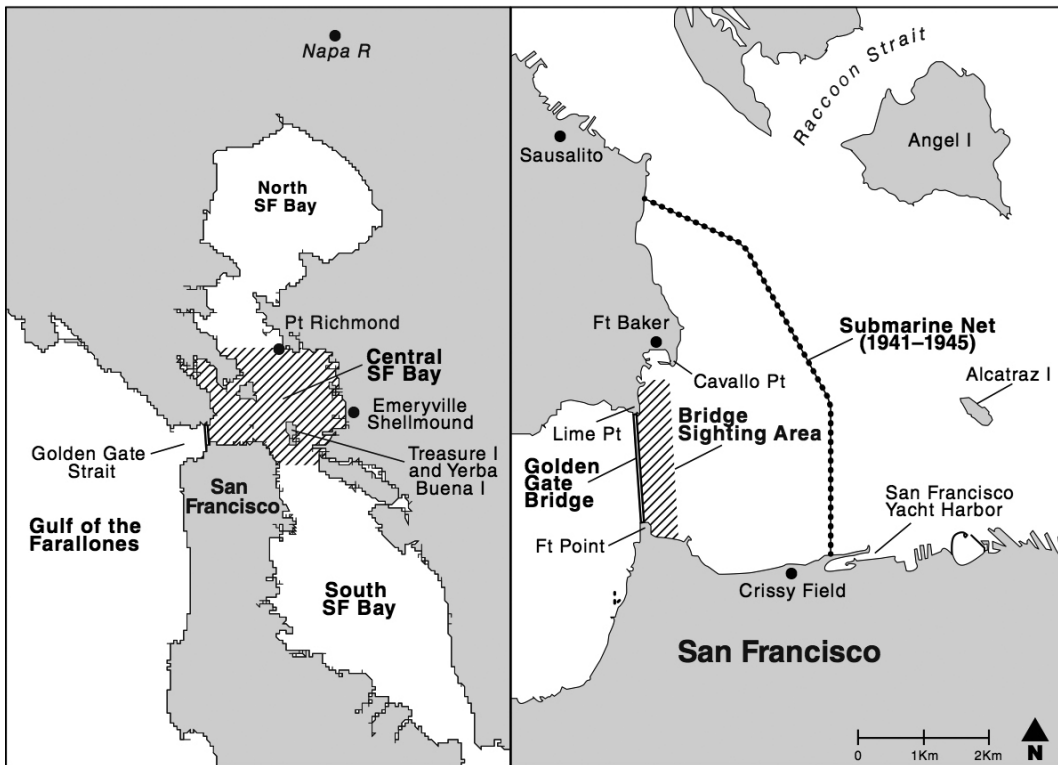 Napa R
North
SF Bay
Pt Richmond
Central
SF Bay
Emeryville
Shellmound
Golden Gate
Strait
Treasure I
and Yerba
Buena I
San
Francisco
Gulf of the
Farallones
South
SF Bay
Raccoon Strait
Angel I
Sausalito
Ft Baker
Submarine Net
(1941–1945)
Cavallo Pt
Alcatraz I
Lime Pt
Bridge
Sighting Area
Golden
Gate
Bridge
San Francisco
Yacht Harbor
Ft Point
Crissy Field
San Francisco
0 1Km 2Km
N